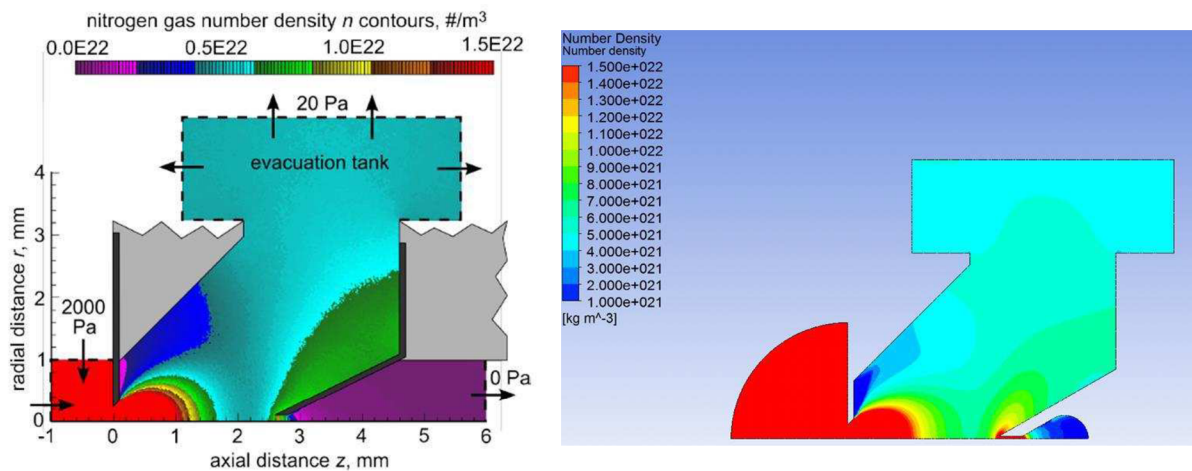 nitrogen gas number density n contours, #/m³
0.0E22 0.5E22 1.0E22 1.5E22
20 Pa
evacuation tank
4
3
2
1
0
radial distance r, mm
2000
Pa
0 Pa
-1 0 1 2 3 4 5 6
axial distance z, mm
Number Density
Number density
1.500e+022
1.400e+022
1.300e+022
1.200e+022
1.100e+022
1.000e+022
9.000e+021
8.000e+021
7.000e+021
6.000e+021
5.000e+021
4.000e+021
3.000e+021
2.000e+021
1.000e+021
[kg m^-3]